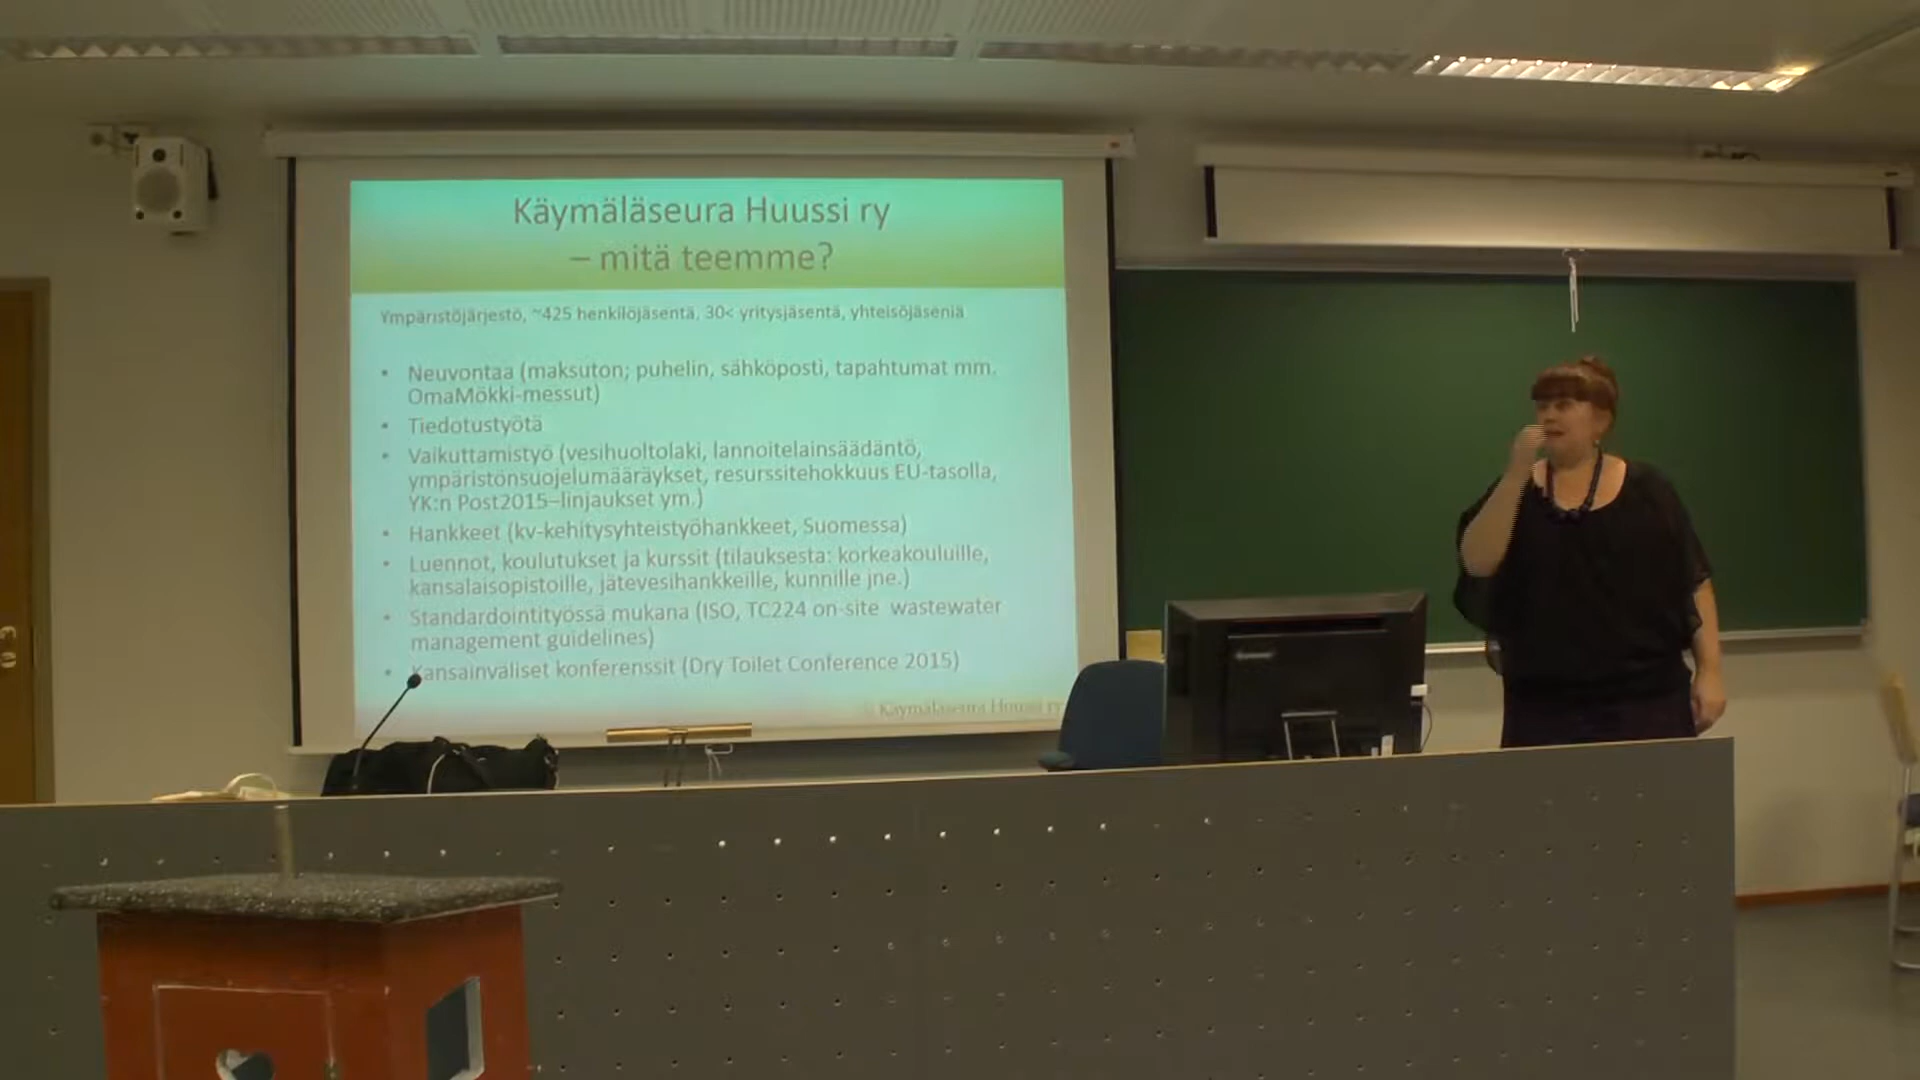 Käymäläseura Huussi ry
– mitä teemme?
Ympäristöjärjestö, ~425 henkilöjäsentä, 30< yritysjäsentä, yhteisöjäseniä
• Neuvontaa (maksuton; puhelin, sähköposti, tapahtumat mm.
OmaMökki-messut)
• Tiedotustyötä
• Vaikuttamistyö (vesihuoltolaki, lannoitelainsäädäntö,
ympäristönsuojelumääräykset, resurssitehokkuus EU-tasolla,
YK:n Post2015–linjaukset ym.)
• Hankkeet (kv-kehitysyhteistyöhankkeet, Suomessa)
• Luennot, koulutukset ja kurssit (tilauksesta: korkeakouluille,
kansalaisopistoille, jätevesihankkeille, kunnille jne.)
• Standardointityössä mukana (ISO, TC224 on-site wastewater
management guidelines)
• Kansainväliset konferenssit (Dry Toilet Conference 2015)
© Käymäläseura Huussi ry